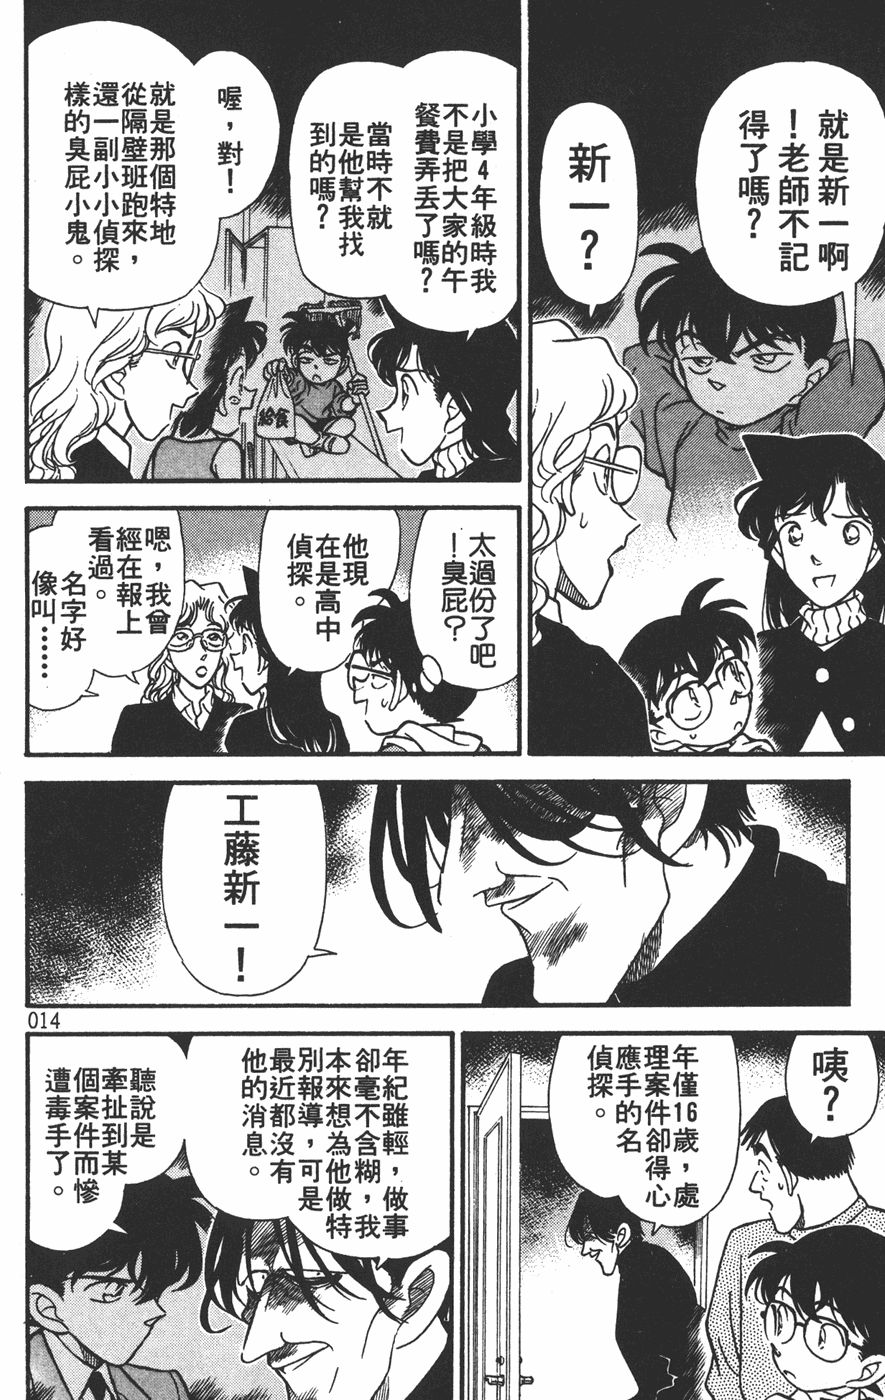 就是新一啊
！老師不記
得了嗎？
新一？
小學4年級時我
不是把大家的午
餐費弄丟了嗎？
當時不就
是他幫我找
到的嗎？
給食
喔，對！
就是那個特地
從隔壁班跑來，
還一副小小偵探
樣的臭屁小鬼。
太過份了吧
！臭屁？
他現
在是高中
偵探。
嗯，我曾
經在報上
看過。
名字好
像叫……
工藤新一！
014
咦？
年僅16歲，處
理案件卻得心
應手的名
偵探。
年紀雖輕，做事
卻毫不含糊，我
本來想為他做特
別報導，可是
最近都沒有
他的消息。
聽說是
牽扯到某
個案件而慘
遭毒手了。